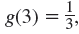 g(3) = 1/3,